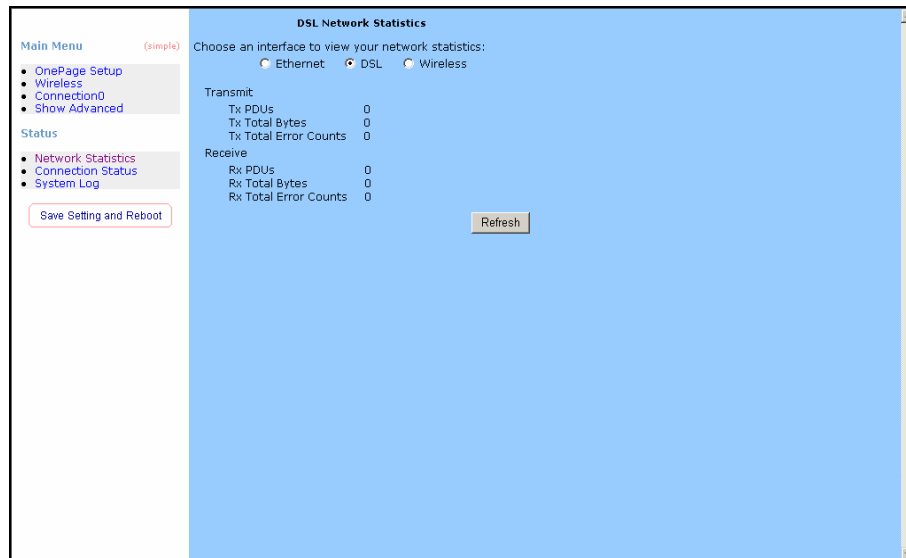 DSL Network Statistics
Main Menu (simple)
OnePage Setup
Wireless
Connection0
Show Advanced
Status
Network Statistics
Connection Status
System Log
Save Setting and Reboot
Choose an interface to view your network statistics:
Ethernet DSL Wireless
Transmit
Tx PDUs 0
Tx Total Bytes 0
Tx Total Error Counts 0
Receive
Rx PDUs 0
Rx Total Bytes 0
Rx Total Error Counts 0
Refresh